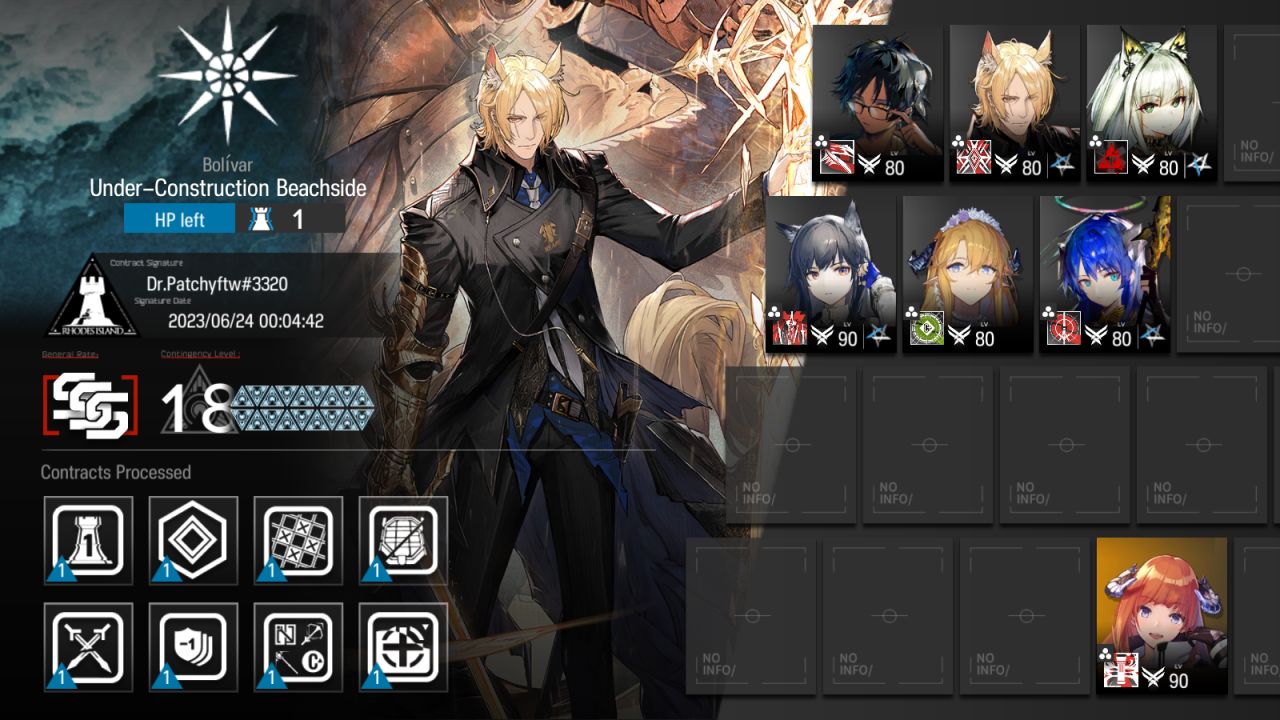 Bolívar
Under-Construction Beachside
HP left
1
Contract Signature
Dr.Patchyftw#3320
Signature Date
2023/06/24 00:04:42
RHODES ISLAND
General Rate:
Contingency Level :
18
Contracts Processed
1
1
1
1
1
1
-1
1
N
C
1
1
LV
80
LV
80
LV
80
NO
INFO/
LV
90
LV
80
LV
80
NO
INFO/
NO
INFO/
NO
INFO/
NO
INFO/
NO
INFO/
NO
INFO/
NO
INFO/
NO
INFO/
LV
90
NO
INFO/